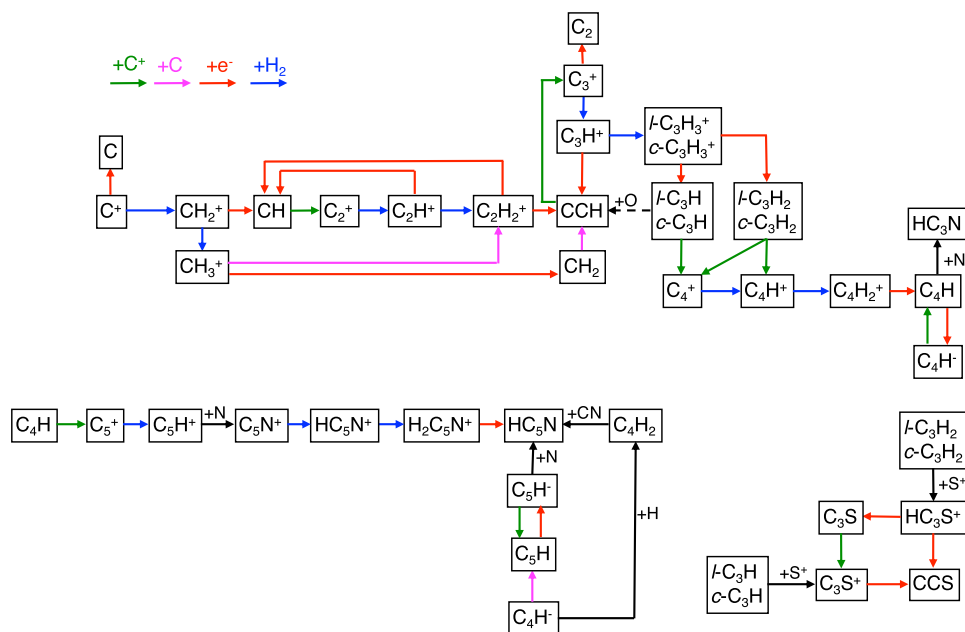 C₂
+C⁺ +C +e⁻ +H₂
C₃⁺
C₃H⁺
l-C₃H₃⁺
c-C₃H₃⁺
C
C⁺
CH₂⁺
CH
C₂⁺
C₂H⁺
C₂H₂⁺
CCH
+O
l-C₃H
c-C₃H
l-C₃H₂
c-C₃H₂
HC₃N
+N
CH₃⁺
CH₂
C₄⁺
C₄H⁺
C₄H₂⁺
C₄H
C₄H⁻
C₄H
C₅⁺
C₅H⁺
+N
C₅N⁺
HC₅N⁺
H₂C₅N⁺
HC₅N
+CN
C₄H₂
+N
C₅H⁻
+H
C₅H
C₄H⁻
l-C₃H₂
c-C₃H₂
+S⁺
C₃S
HC₃S⁺
l-C₃H
c-C₃H
+S⁺
C₃S⁺
CCS